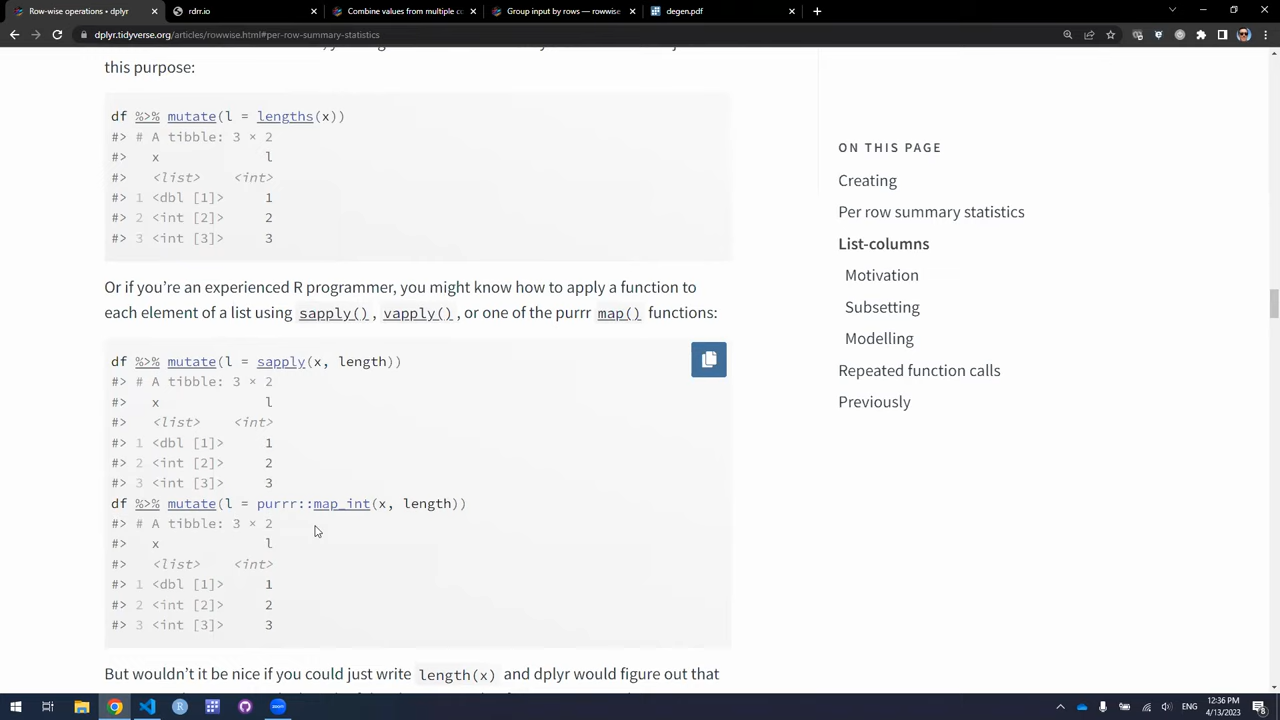 Row-wise operations • dplyr
rdrr.io
Combine values from multiple co
Group input by rows — rowwise
degen.pdf
dplyr.tidyverse.org/articles/rowwise.html#per-row-summary-statistics
this purpose:
df %>% mutate(l = lengths(x))
#> # A tibble: 3 × 2
#>   x             l
#>   <list>    <int>
#> 1 <dbl [1]>     1
#> 2 <int [2]>     2
#> 3 <int [3]>     3
Or if you’re an experienced R programmer, you might know how to apply a function to
each element of a list using sapply(), vapply(), or one of the purrr map() functions:
df %>% mutate(l = sapply(x, length))
#> # A tibble: 3 × 2
#>   x             l
#>   <list>    <int>
#> 1 <dbl [1]>     1
#> 2 <int [2]>     2
#> 3 <int [3]>     3
df %>% mutate(l = purrr::map_int(x, length))
#> # A tibble: 3 × 2
#>   x             l
#>   <list>    <int>
#> 1 <dbl [1]>     1
#> 2 <int [2]>     2
#> 3 <int [3]>     3
But wouldn’t it be nice if you could just write length(x) and dplyr would figure out that
ON THIS PAGE
Creating
Per row summary statistics
List-columns
Motivation
Subsetting
Modelling
Repeated function calls
Previously
ENG
12:36 PM
4/13/2023